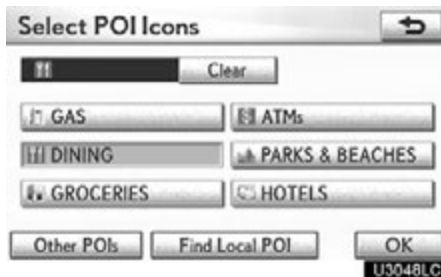 Select POI Icons
Clear
GAS
ATMs
DINING
PARKS & BEACHES
GROCERIES
HOTELS
Other POIs
Find Local POI
OK
U3048LC